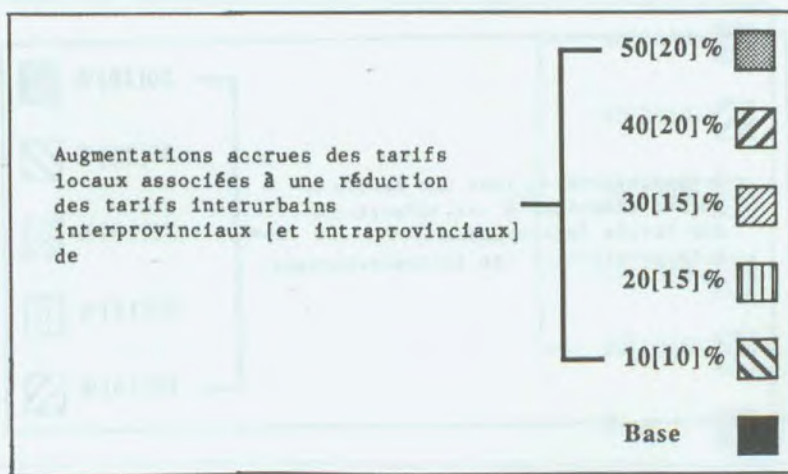 50[20]%
40[20]%
Augmentations accrues des tarifs
locaux associées à une réduction
des tarifs interurbains
interprovinciaux [et intraprovinciaux]
de
30[15]%
20[15]%
10[10]%
Base